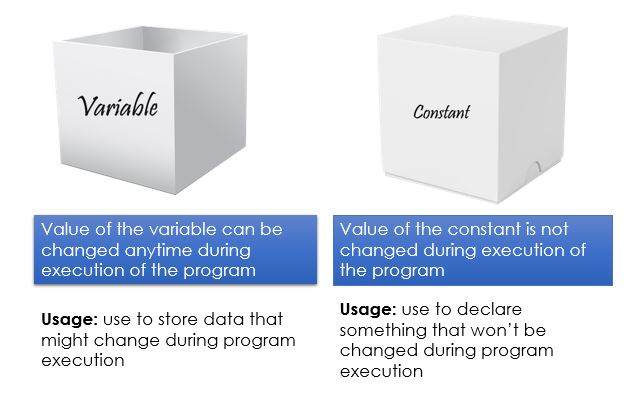 Variable
Constant
Value of the variable can be
changed anytime during
execution of the program
Value of the constant is not
changed during execution of
the program
Usage: use to store data that
might change during program
execution
Usage: use to declare
something that won't be
changed during program
execution